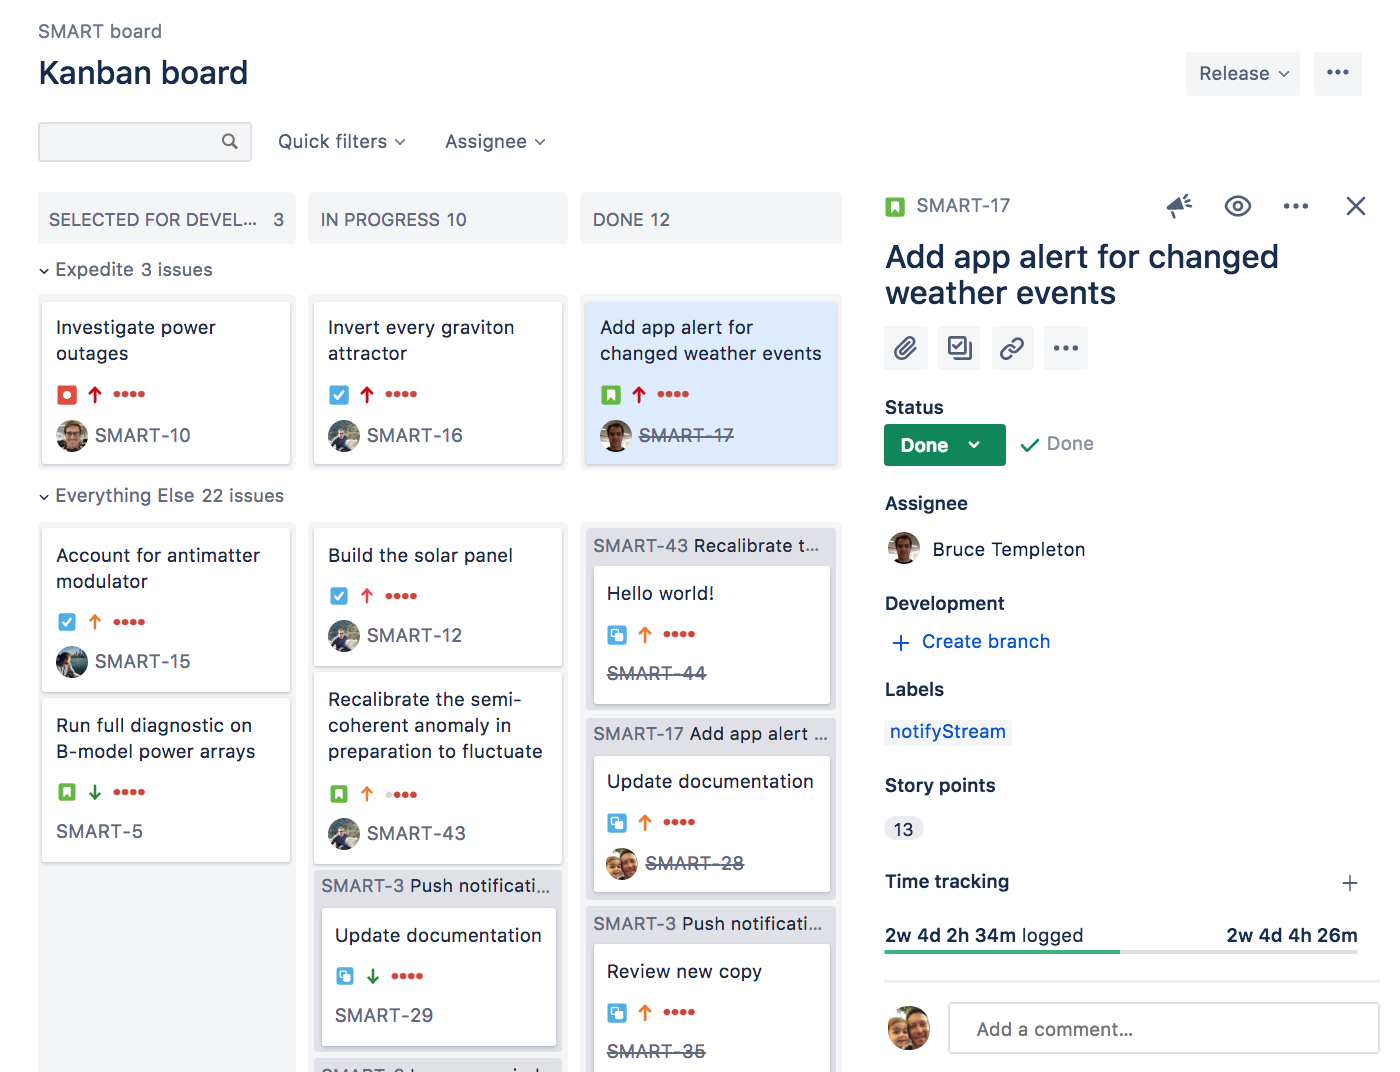 SMART board
Kanban board
Release
Quick filters
Assignee
SELECTED FOR DEVEL... 3
IN PROGRESS 10
DONE 12
Expedite 3 issues
Investigate power
outages
SMART-10
Invert every graviton
attractor
SMART-16
Add app alert for
changed weather events
SMART-17
Everything Else 22 issues
Account for antimatter
modulator
SMART-15
Run full diagnostic on
B-model power arrays
SMART-5
Build the solar panel
SMART-12
Recalibrate the semi-
coherent anomaly in
preparation to fluctuate
SMART-43
SMART-3 Push notificati...
Update documentation
SMART-29
SMART-43 Recalibrate t...
Hello world!
SMART-44
SMART-17 Add app alert ...
Update documentation
SMART-28
SMART-3 Push notificati...
Review new copy
SMART-35
SMART-17
Add app alert for changed
weather events
Status
Done
Done
Assignee
Bruce Templeton
Development
Create branch
Labels
notifyStream
Story points
13
Time tracking
2w 4d 2h 34m logged
2w 4d 4h 26m
Add a comment...